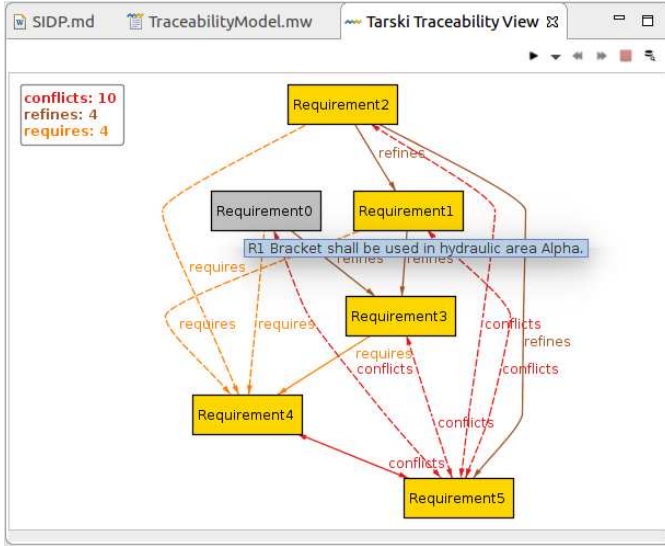 SIDP.md
TraceabilityModel.mw
Tarski Traceability View
conflicts: 10
refines: 4
requires: 4
Requirement2
refines
Requirement0
Requirement1
R1 Bracket shall be used in hydraulic area Alpha.
requires
refines
refines
Requirement3
requires
requires
conflicts
refines
requires
conflicts
conflicts
Requirement4
conflicts
conflicts
Requirement5